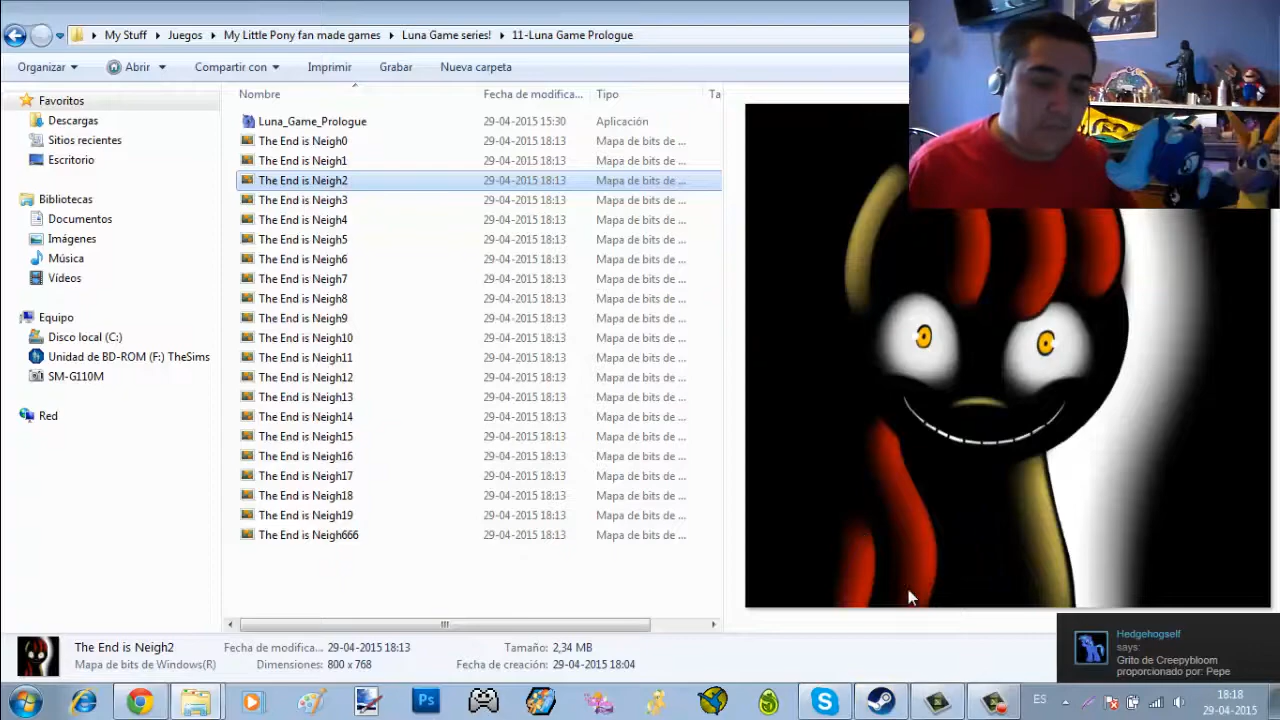 My Stuff Juegos My Little Pony fan made games Luna Game series! 11-Luna Game Prologue
Organizar Abrir Compartir con Imprimir Grabar Nueva carpeta
Nombre Fecha de modifica... Tipo Ta
Favoritos
Descargas
Sitios recientes
Escritorio
Bibliotecas
Documentos
Imágenes
Música
Vídeos
Equipo
Disco local (C:)
Unidad de BD-ROM (F:) TheSims
SM-G110M
Red
Luna_Game_Prologue 29-04-2015 15:30 Aplicación
The End is Neigh0 29-04-2015 18:13 Mapa de bits de ...
The End is Neigh1 29-04-2015 18:13 Mapa de bits de ...
The End is Neigh2 29-04-2015 18:13 Mapa de bits de ...
The End is Neigh3 29-04-2015 18:13 Mapa de bits de ...
The End is Neigh4 29-04-2015 18:13 Mapa de bits de ...
The End is Neigh5 29-04-2015 18:13 Mapa de bits de ...
The End is Neigh6 29-04-2015 18:13 Mapa de bits de ...
The End is Neigh7 29-04-2015 18:13 Mapa de bits de ...
The End is Neigh8 29-04-2015 18:13 Mapa de bits de ...
The End is Neigh9 29-04-2015 18:13 Mapa de bits de ...
The End is Neigh10 29-04-2015 18:13 Mapa de bits de ...
The End is Neigh11 29-04-2015 18:13 Mapa de bits de ...
The End is Neigh12 29-04-2015 18:13 Mapa de bits de ...
The End is Neigh13 29-04-2015 18:13 Mapa de bits de ...
The End is Neigh14 29-04-2015 18:13 Mapa de bits de ...
The End is Neigh15 29-04-2015 18:13 Mapa de bits de ...
The End is Neigh16 29-04-2015 18:13 Mapa de bits de ...
The End is Neigh17 29-04-2015 18:13 Mapa de bits de ...
The End is Neigh18 29-04-2015 18:13 Mapa de bits de ...
The End is Neigh19 29-04-2015 18:13 Mapa de bits de ...
The End is Neigh666 29-04-2015 18:13 Mapa de bits de ...
The End is Neigh2 Fecha de modifica... 29-04-2015 18:13 Tamaño: 2,34 MB
Mapa de bits de Windows(R) Dimensiones: 800 x 768 Fecha de creación: 29-04-2015 18:04
Hedgehogself
says:
Grito de Creepybloom
proporcionado por: Pepe
Ps
ES
18:18
29-04-2015